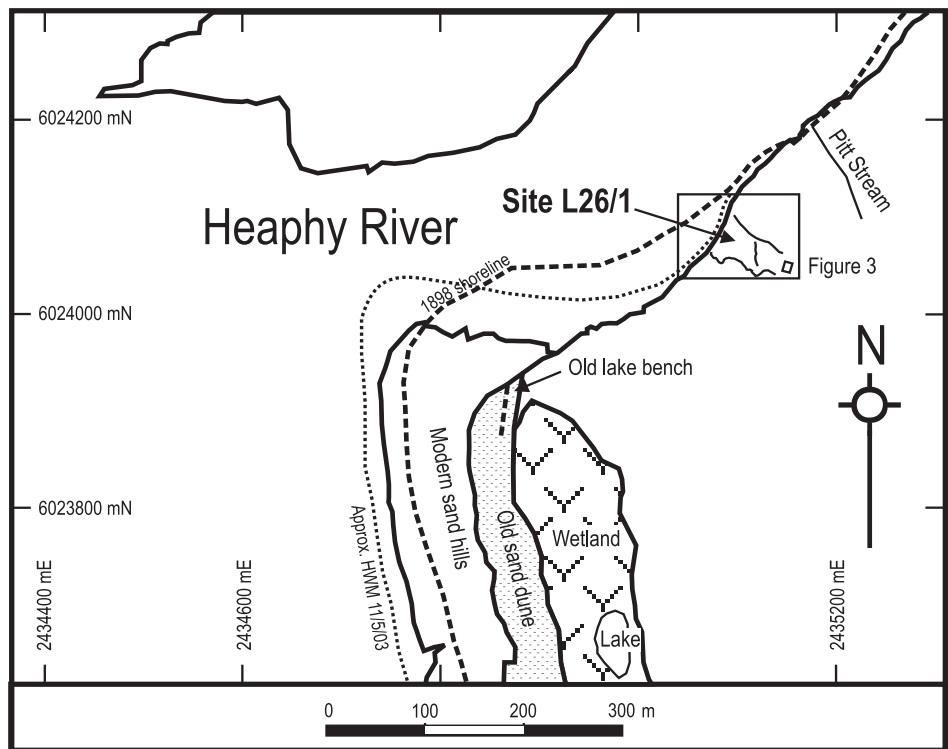 6024200 mN
Pitt Stream
Site L26/1
Heaphy River
Figure 3
1898 shoreline
6024000 mN
N
Old lake bench
Modern sand hills
Old sand dune
Wetland
6023800 mN
Approx. HWM 11/5/03
2434400 mE
2434600 mE
2435200 mE
Lake
0 100 200 300 m